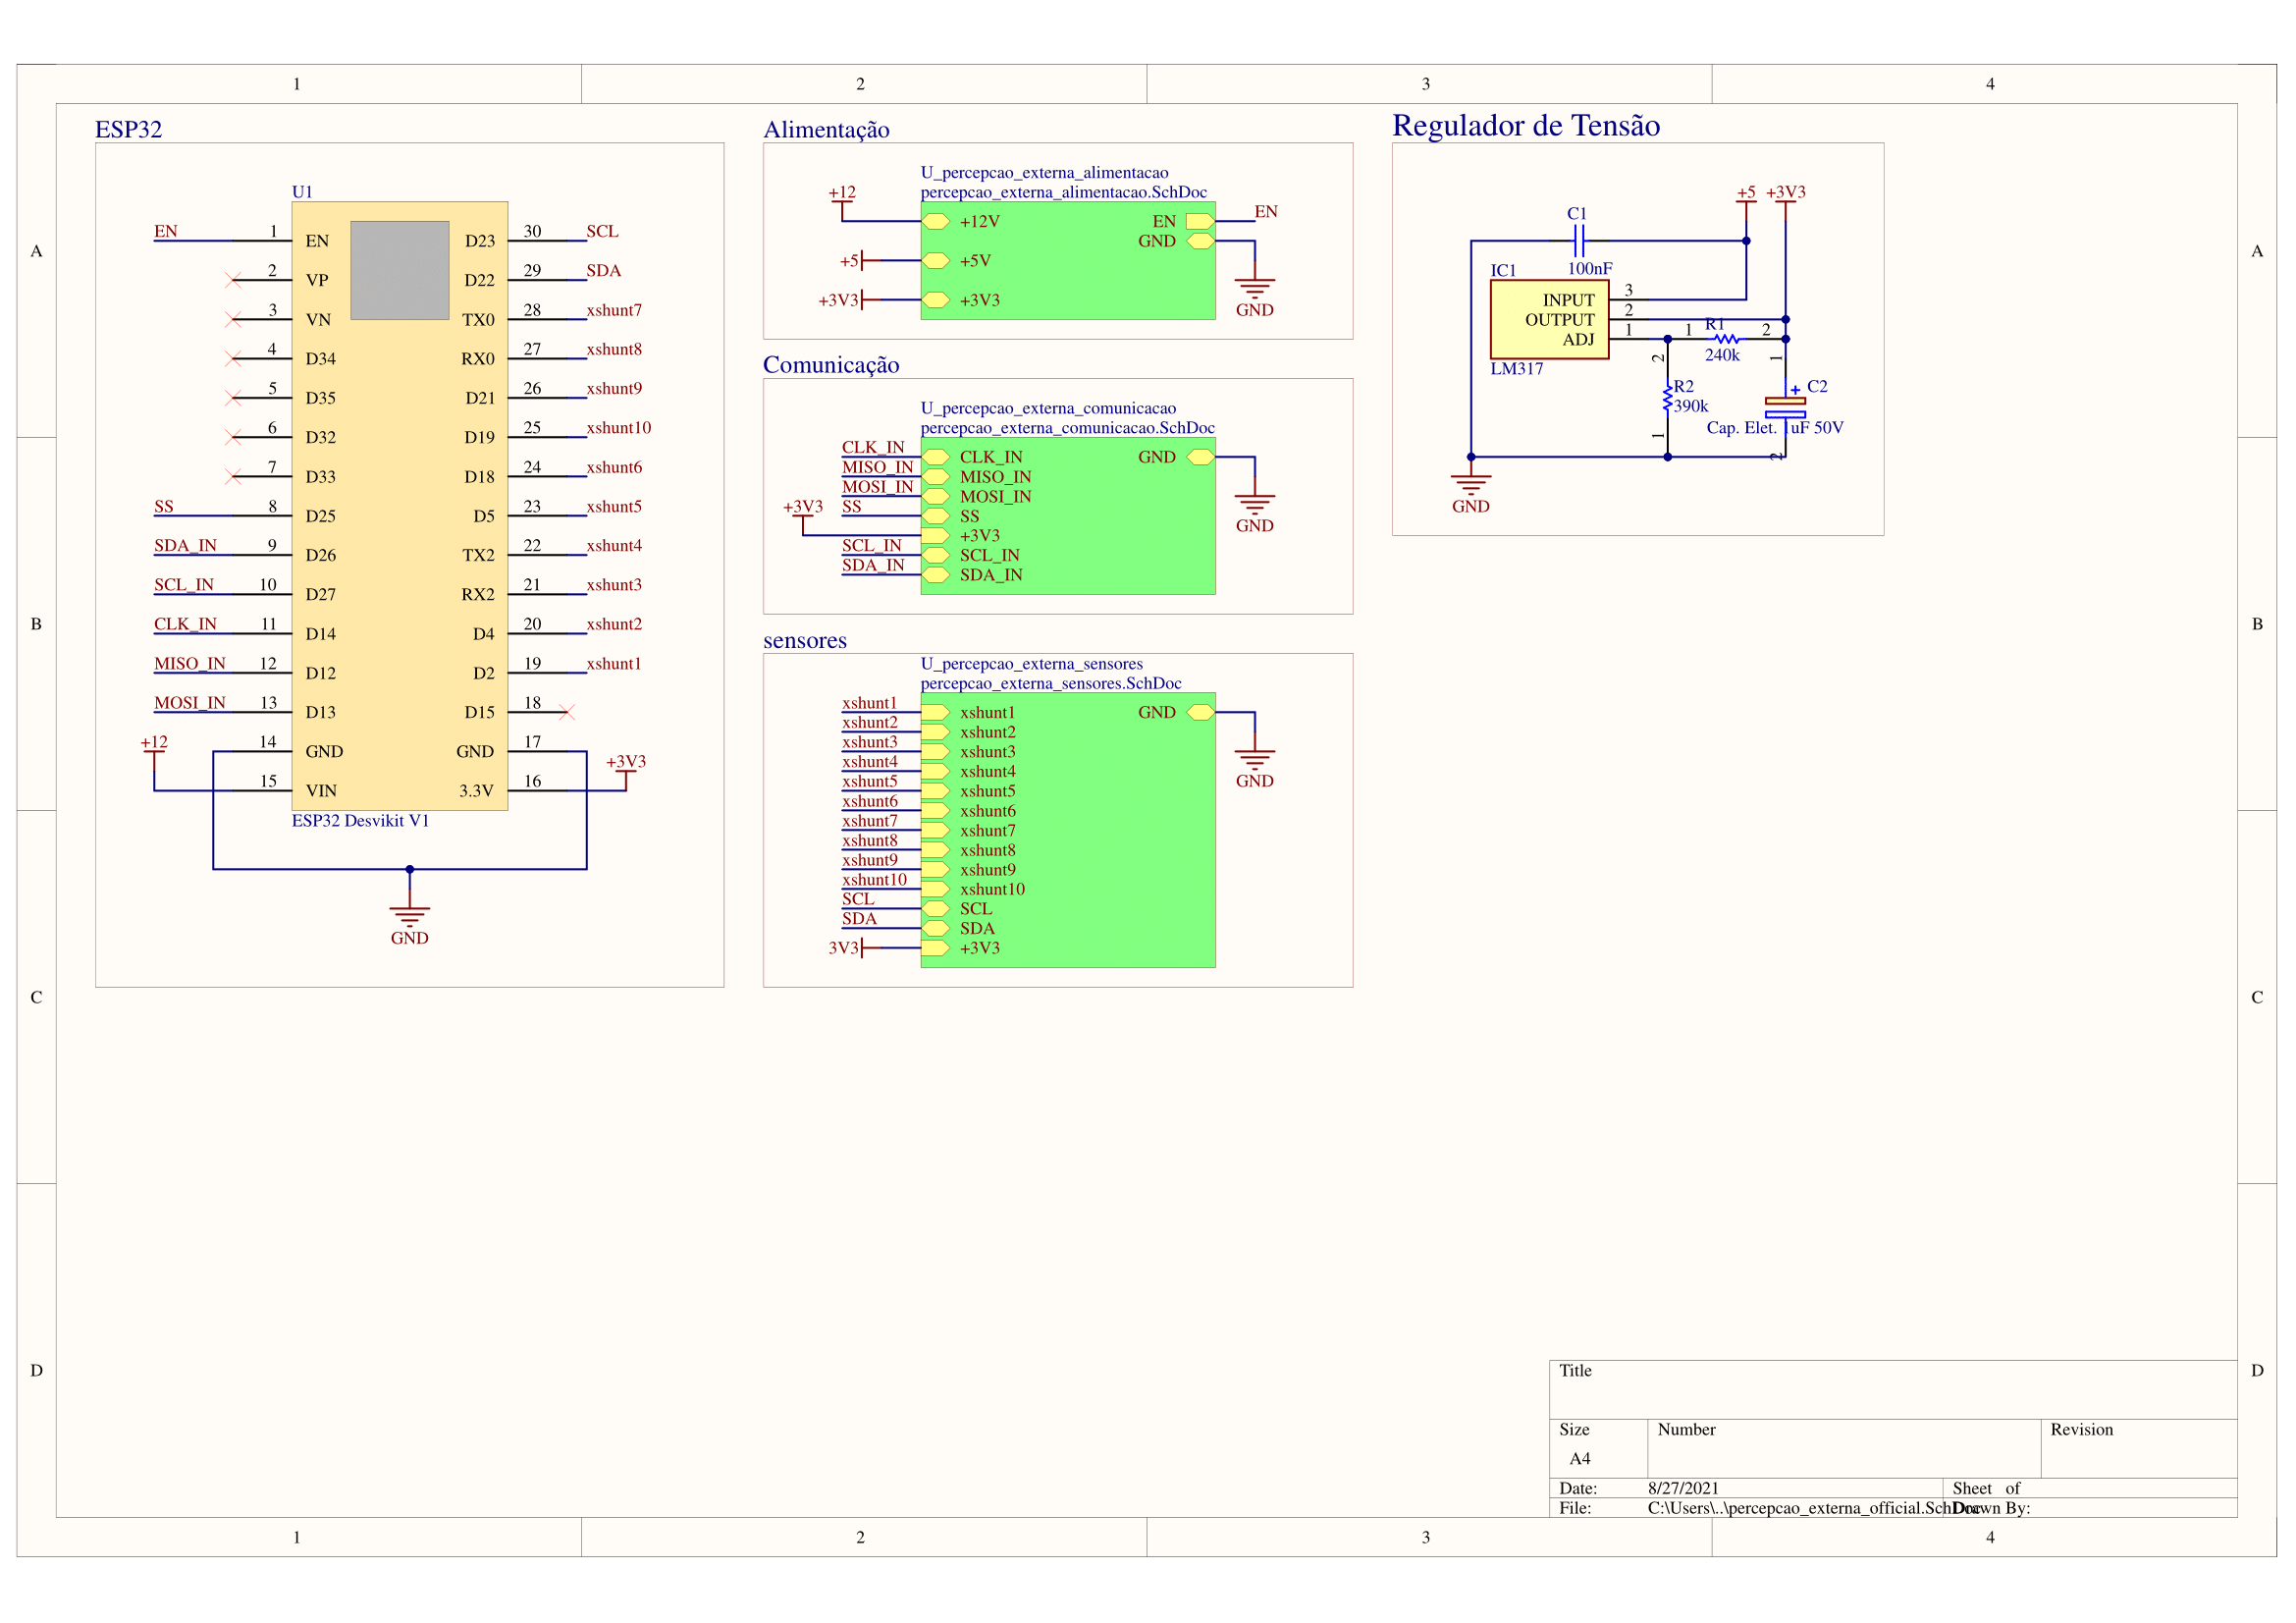 1 2 3 4
A
B
C
D
A
B
C
D
ESP32
U1
EN 1 EN D23 30 SCL
2 VP D22 29 SDA
3 VN TX0 28 xshunt7
4 D34 RX0 27 xshunt8
5 D35 D21 26 xshunt9
6 D32 D19 25 xshunt10
7 D33 D18 24 xshunt6
SS 8 D25 D5 23 xshunt5
SDA_IN 9 D26 TX2 22 xshunt4
SCL_IN 10 D27 RX2 21 xshunt3
CLK_IN 11 D14 D4 20 xshunt2
MISO_IN 12 D12 D2 19 xshunt1
MOSI_IN 13 D13 D15 18
+12 14 GND GND 17 +3V3
15 VIN 3.3V 16
ESP32 Desvikit V1
GND
Alimentação
U_percepcao_externa_alimentacao
percepcao_externa_alimentacao.SchDoc
+12 +12V EN EN
GND
+5 +5V
+3V3 +3V3
GND
Comunicação
U_percepcao_externa_comunicacao
percepcao_externa_comunicacao.SchDoc
CLK_IN CLK_IN GND
MISO_IN MISO_IN
MOSI_IN MOSI_IN
SS SS
+3V3 +3V3
SCL_IN SCL_IN
SDA_IN SDA_IN
GND
sensores
U_percepcao_externa_sensores
percepcao_externa_sensores.SchDoc
xshunt1 xshunt1 GND
xshunt2 xshunt2
xshunt3 xshunt3
xshunt4 xshunt4
xshunt5 xshunt5
xshunt6 xshunt6
xshunt7 xshunt7
xshunt8 xshunt8
xshunt9 xshunt9
xshunt10 xshunt10
SCL SCL
SDA SDA
3V3 +3V3
GND
Regulador de Tensão
+5 +3V3
C1
100nF
IC1
INPUT 3
OUTPUT 2
ADJ 1
LM317
1 R1 2
240k
2 R2 1
390k
1 + C2
Cap. Elet. 1uF 50V
2
GND
Title
Size Number Revision
A4
Date: 8/27/2021 Sheet of
File: C:\Users\..\percepcao_externa_official.SchDoc Drawn By:
1 2 3 4